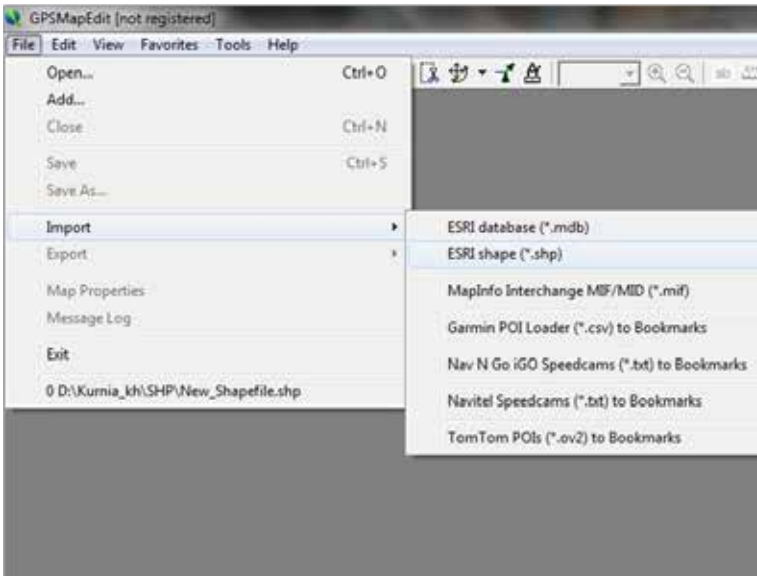 GPSMapEdit [not registered]
File Edit View Favorites Tools Help
Open... Ctrl+O
Add...
Close Ctrl+N
Save Ctrl+S
Save As...
Import
Export
Map Properties
Message Log
Exit
0 D:\Kurnia_kh\SHP\New_Shapefile.shp
ESRI database (*.mdb)
ESRI shape (*.shp)
MapInfo Interchange MIF/MID (*.mif)
Garmin POI Loader (*.csv) to Bookmarks
Nav N Go iGO Speedcams (*.txt) to Bookmarks
Navitel Speedcams (*.txt) to Bookmarks
TomTom POIs (*.ov2) to Bookmarks